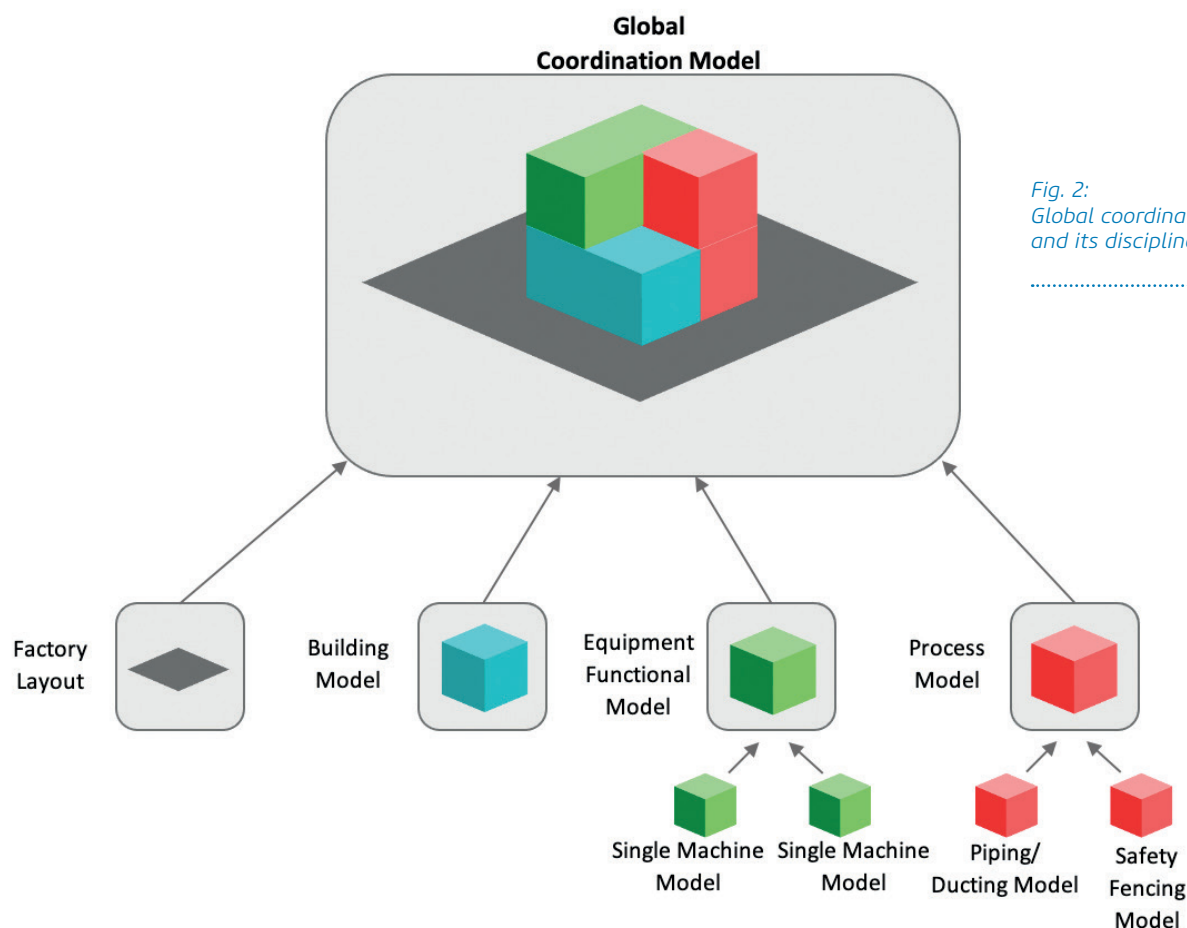 Global
Coordination Model
Fig. 2:
Global coordina
and its disciplin
Factory
Layout
Building
Model
Equipment
Functional
Model
Process
Model
Single Machine
Model
Single Machine
Model
Piping/
Ducting Model
Safety
Fencing
Model